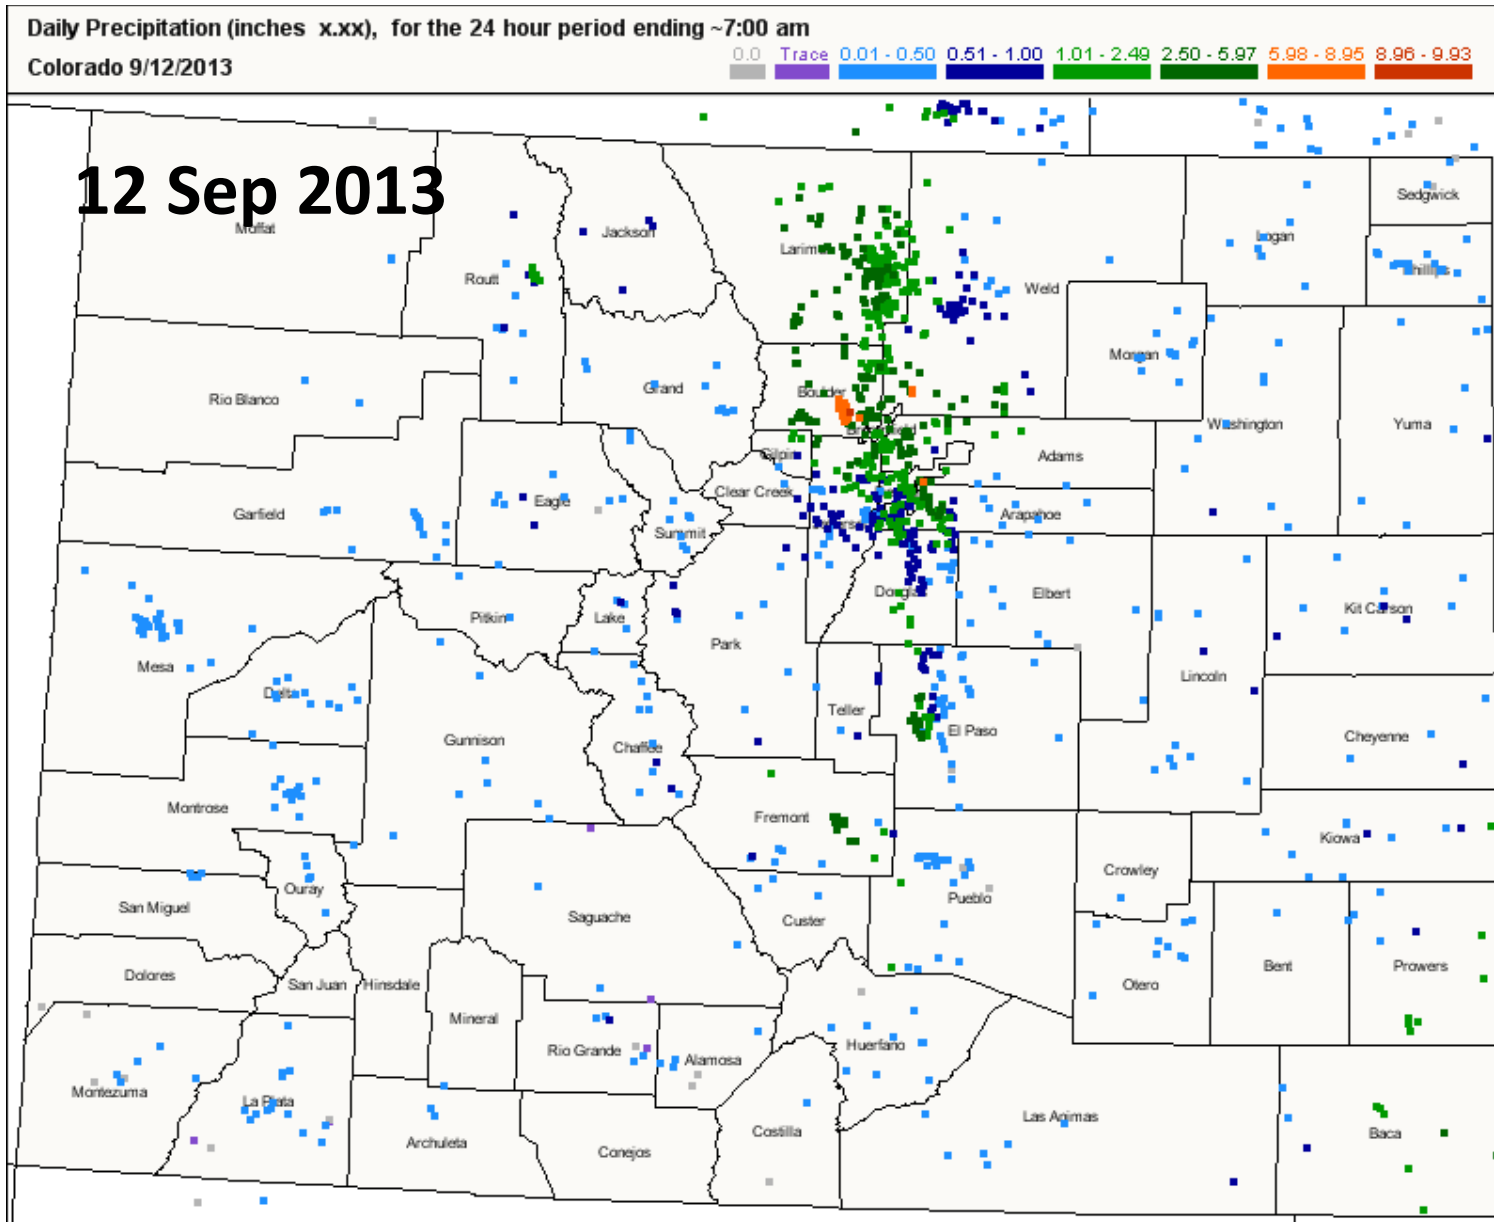 Daily Precipitation (inches x.xx), for the 24 hour period ending ~7:00 am
Colorado 9/12/2013
0.0 Trace 0.01 - 0.50 0.51 - 1.00 1.01 - 2.49 2.50 - 5.97 5.98 - 8.95 8.96 - 9.93
12 Sep 2013
Sedgwick
Moffat
Jackson
Larimer
Logan
Phillips
Routt
Weld
Morgan
Rio Blanco
Grand
Boulder
Washington
Yuma
Broomfield
Gilpin
Adams
Clear Creek
Eagle
Garfield
Arapahoe
Summit
Jefferson
Douglas
Elbert
Kit Carson
Pitkin
Lake
Park
Mesa
Lincoln
Delta
Teller
El Paso
Gunnison
Chaffee
Cheyenne
Montrose
Fremont
Kiowa
Crowley
Ouray
Pueblo
San Miguel
Saguache
Custer
Dolores
San Juan
Hinsdale
Otero
Bent
Prowers
Mineral
Rio Grande
Alamosa
Huerfano
Montezuma
La Plata
Archuleta
Conejos
Costilla
Las Animas
Baca